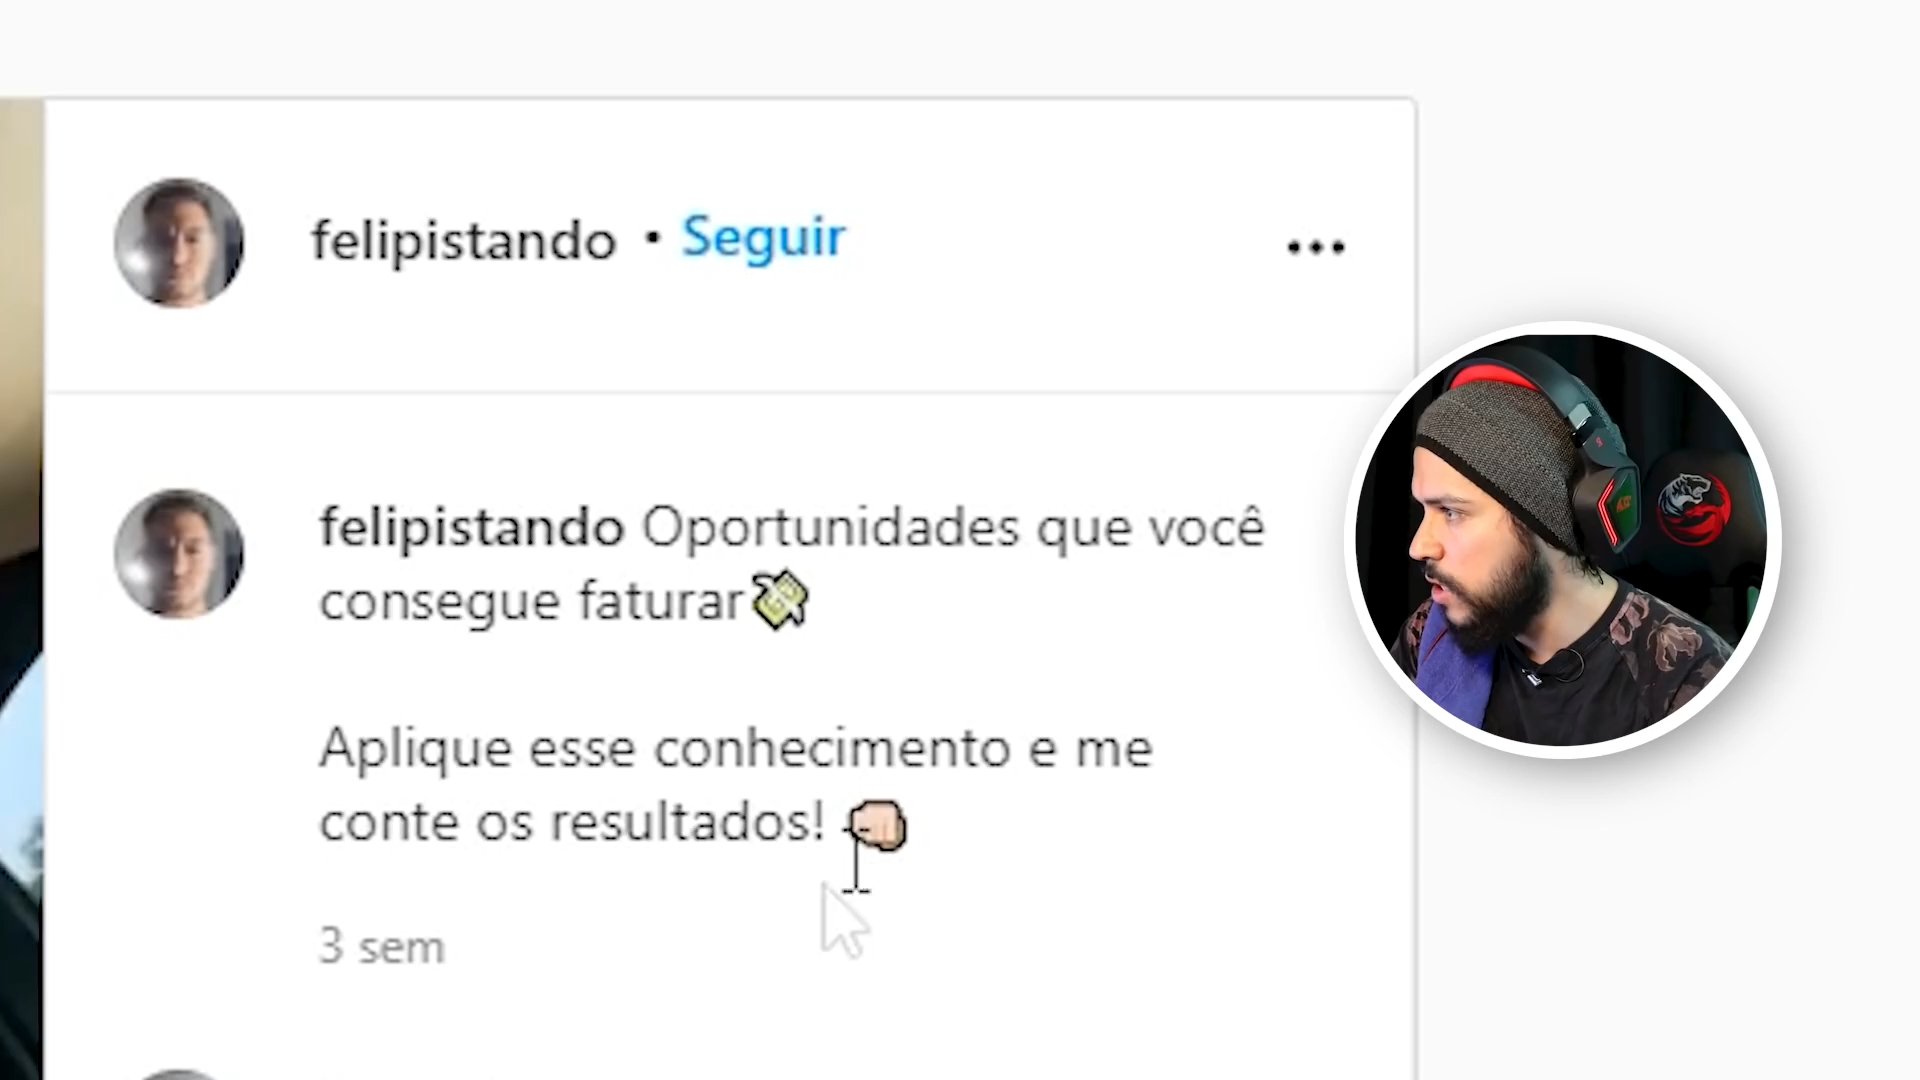 felipistando • Seguir
felipistando Oportunidades que você
consegue faturar💸
Aplique esse conhecimento e me
conte os resultados! 👊🏻
3 sem